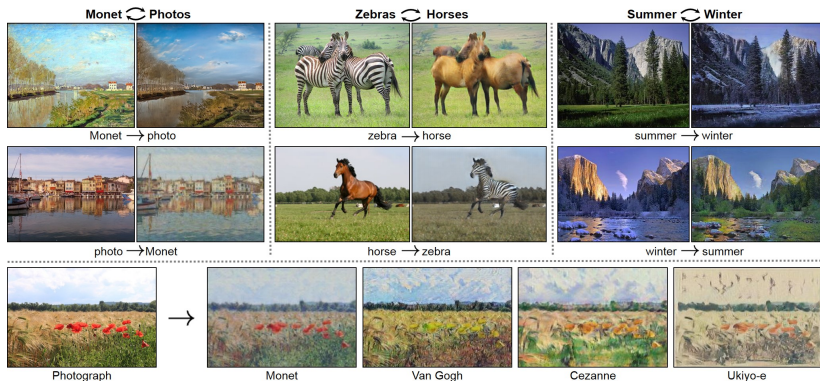 Monet ⟳ Photos
Zebras ⟳ Horses
Summer ⟳ Winter
Monet → photo
zebra → horse
summer → winter
photo → Monet
horse → zebra
winter → summer
Photograph
Monet
Van Gogh
Cezanne
Ukiyo-e